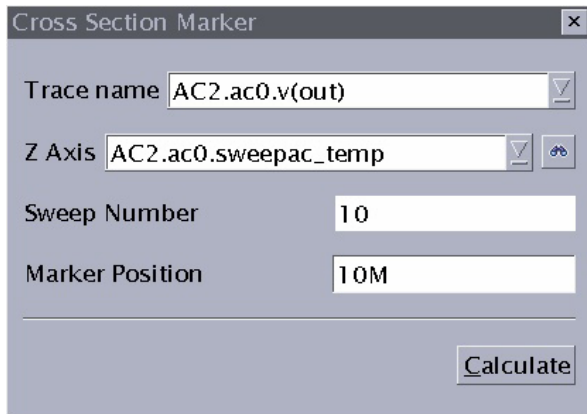 Cross Section Marker
Trace name AC2.ac0.v(out)
Z Axis AC2.ac0.sweepac_temp
Sweep Number 10
Marker Position 10M
Calculate